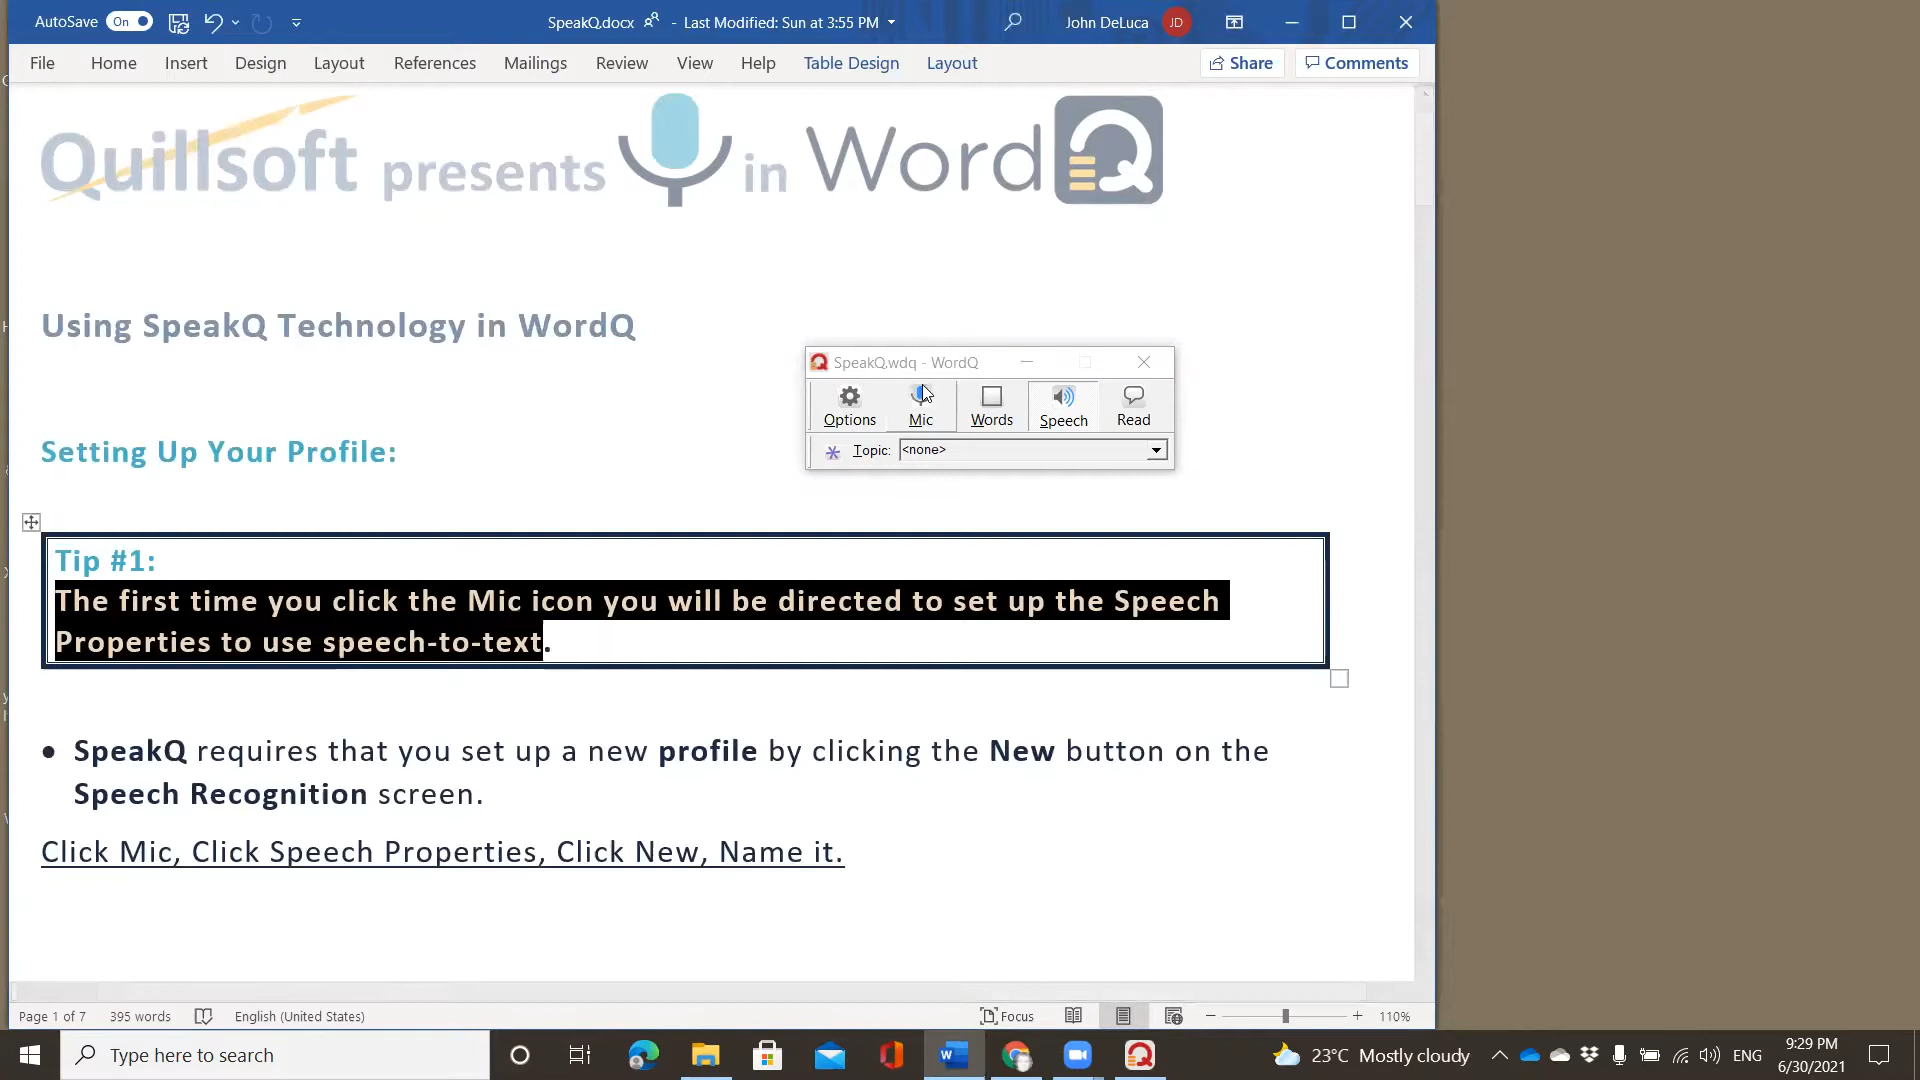 AutoSave On SpeakQ.docx - Last Modified: Sun at 3:55 PM John DeLuca JD
File Home Insert Design Layout References Mailings Review View Help Table Design Layout Share Comments
Quillsoft presents in WordQ
Using SpeakQ Technology in WordQ
SpeakQ.wdq - WordQ
Options Mic Words Speech Read
Topic: <none>
Setting Up Your Profile:
Tip #1:
The first time you click the Mic icon you will be directed to set up the Speech
Properties to use speech-to-text.
• SpeakQ requires that you set up a new profile by clicking the New button on the
Speech Recognition screen.
Click Mic, Click Speech Properties, Click New, Name it.
Page 1 of 7 395 words English (United States) Focus 110%
Type here to search 23°C Mostly cloudy ENG 9:29 PM
6/30/2021